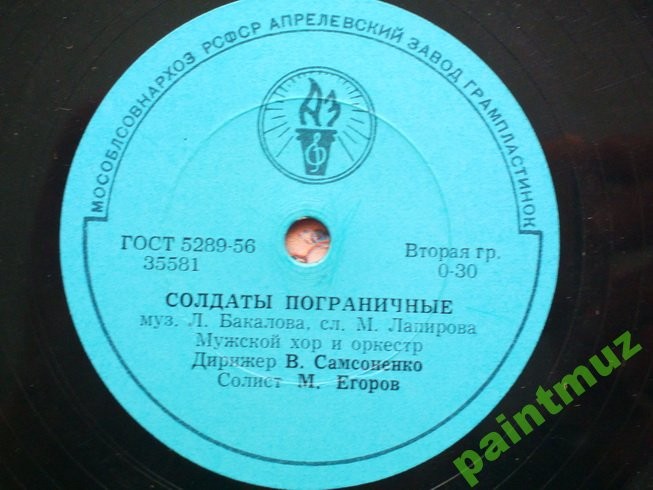 МОСОБЛСОВНАРХОЗ РСФСР АПРЕЛЕВСКИЙ ЗАВОД ГРАМПЛАСТИНОК
АЗ
ГОСТ 5289-56
35581
Вторая гр.
0-30
СОЛДАТЫ ПОГРАНИЧНЫЕ
муз. Л. Бакалова, сл. М. Лапирова
Мужской хор и оркестр
Дирижер В. Самсоненко
Солист М. Егоров
paintmuz